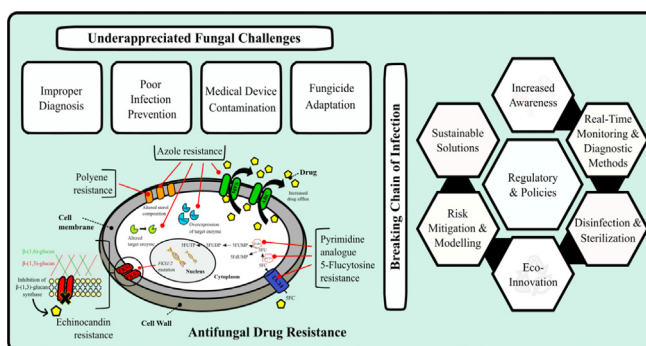 Underappreciated Fungal Challenges
Improper
Diagnosis
Poor
Infection
Prevention
Medical Device
Contamination
Fungicide
Adaptation
Azole resistance
Drug
Increased
drug efflux
Polyene
resistance
Altered sterol
composition
Cell
membrane
Overexpression
of target enzyme
Altered
target enzyme
Pyrimidine
analogue
5-Flucytosine
resistance
β-(1,6)-glucan
β-(1,3)-glucan
FKS1/2
mutation
Nucleus
5FUTP
5FUDP
5FUMP
5FU
5FdUMP
5FC
Cytoplasm
Inhibition of
β-(1,3)-glucan
synthase
Echinocandin
resistance
Cell Wall
5FC
Antifungal Drug Resistance
Breaking Chain of Infection
Increased
Awareness
Real-Time
Monitoring &
Diagnostic
Methods
Sustainable
Solutions
Regulatory
& Policies
Risk
Mitigation &
Modelling
Disinfection &
Sterilization
Eco-
Innovation